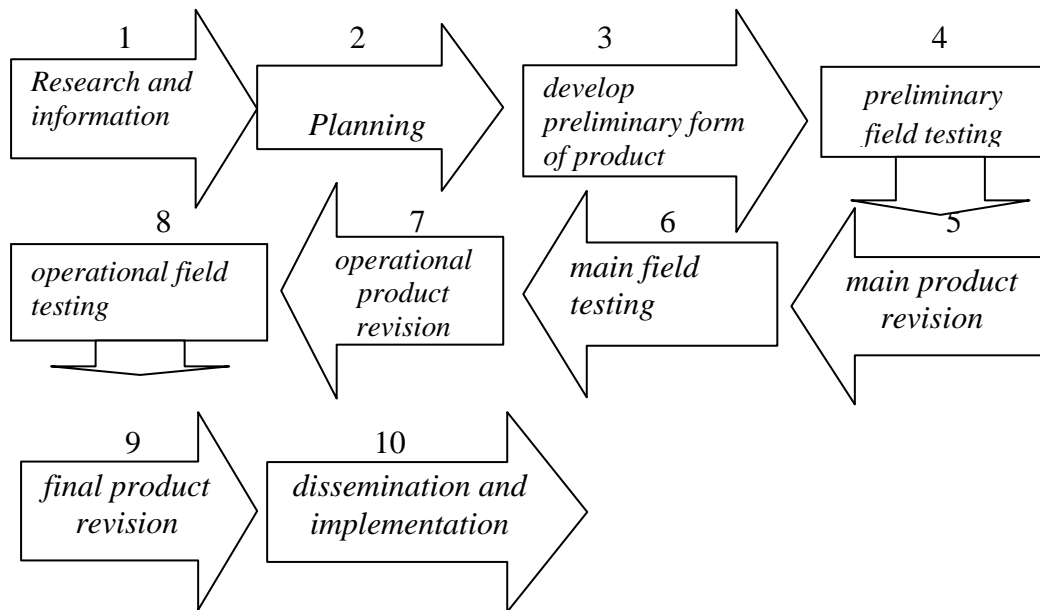 1
Research and
information
2
Planning
3
develop
preliminary form
of product
4
preliminary
field testing
5
main product
revision
6
main field
testing
7
operational
product
revision
8
operational field
testing
9
final product
revision
10
dissemination and
implementation